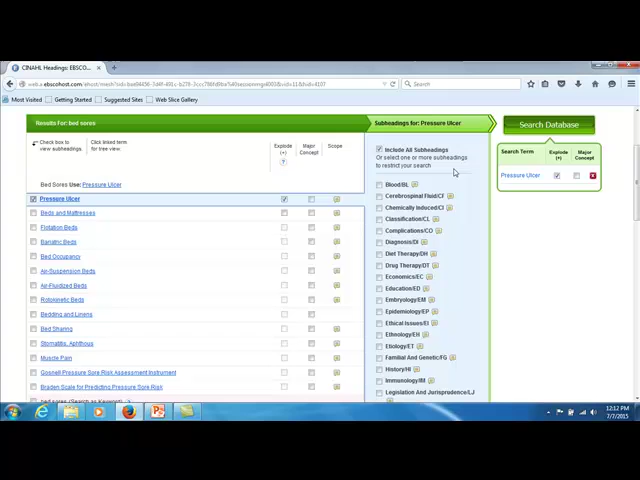 CINAHL Headings: EBSCO...
web.a.ebscohost.com
Search
Most Visited Getting Started Suggested Sites Web Slice Gallery
Results For: bed sores
Subheadings for: Pressure Ulcer
Search Database
Check box to view subheadings.
Click linked term for tree view.
Explode (+)
Major Concept
Scope
?
Bed Sores Use: Pressure Ulcer
Pressure Ulcer
Beds and Mattresses
Flotation Beds
Bariatric Beds
Bed Occupancy
Air-Suspension Beds
Air-Fluidized Beds
Rotokinetic Beds
Bedding and Linens
Bed Sharing
Stomatitis, Aphthous
Muscle Pain
Gosnell Pressure Sore Risk Assessment Instrument
Braden Scale for Predicting Pressure Sore Risk
bed sores (Search as Keyword)
Include All Subheadings
Or select one or more subheadings
to restrict your search
Blood/BL
Cerebrospinal Fluid/CF
Chemically Induced/CI
Classification/CL
Complications/CO
Diagnosis/DI
Diet Therapy/DH
Drug Therapy/DT
Economics/EC
Education/ED
Embryology/EM
Epidemiology/EP
Ethical Issues/EI
Ethnology/EH
Etiology/ET
Familial And Genetic/FG
History/HI
Immunology/IM
Legislation And Jurisprudence/LJ
Search Term
Explode (+)
Major Concept
Pressure Ulcer
12:12 PM
7/7/2015